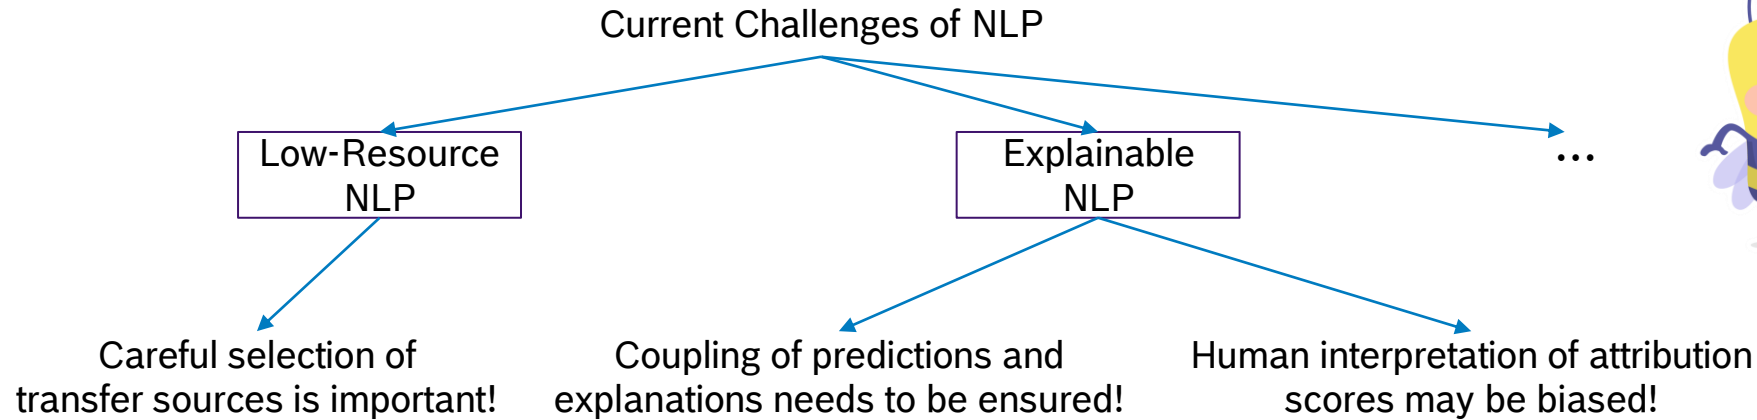 Current Challenges of NLP
Low-Resource
NLP
Explainable
NLP
...
Careful selection of
transfer sources is important!
Coupling of predictions and
explanations needs to be ensured!
Human interpretation of attribution
scores may be biased!